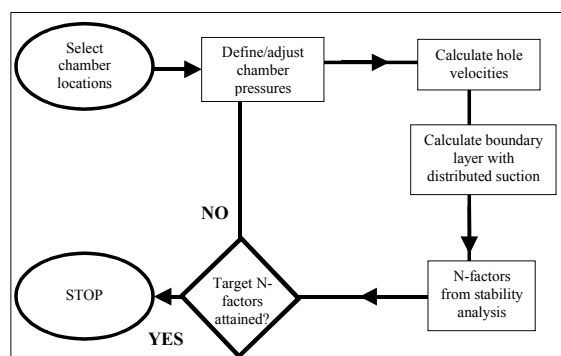 Select
chamber
locations
Define/adjust
chamber
pressures
Calculate hole
velocities
Calculate boundary
layer with
distributed suction
N-factors
from stability
analysis
Target N-
factors
attained?
NO
YES
STOP